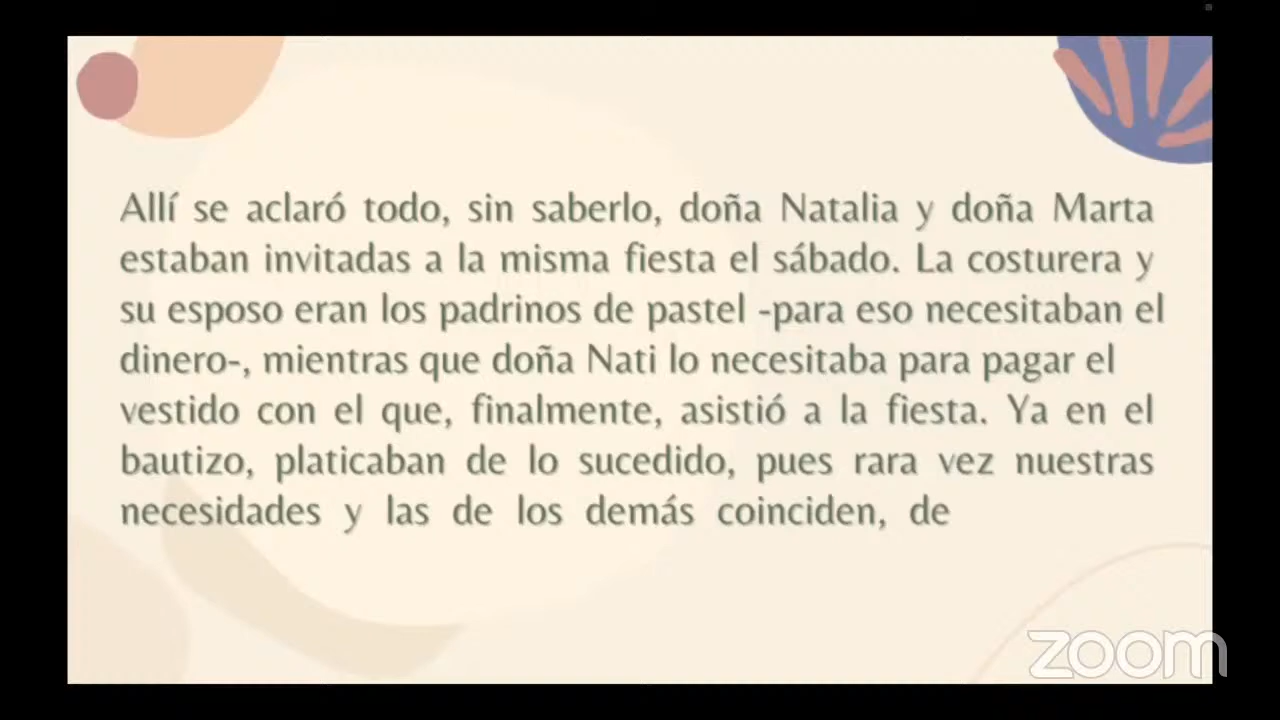 Allí se aclaró todo, sin saberlo, doña Natalia y doña Marta
estaban invitadas a la misma fiesta el sábado. La costurera y
su esposo eran los padrinos de pastel -para eso necesitaban el
dinero-, mientras que doña Nati lo necesitaba para pagar el
vestido con el que, finalmente, asistió a la fiesta. Ya en el
bautizo, platicaban de lo sucedido, pues rara vez nuestras
necesidades y las de los demás coinciden, de
zoom